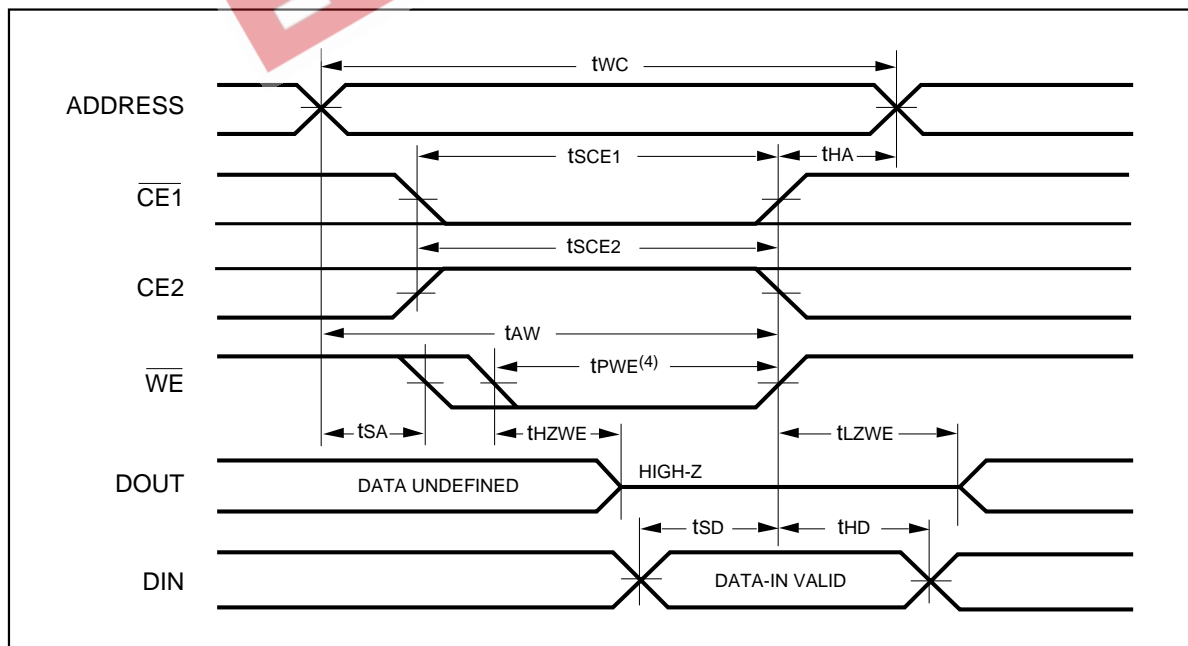 tWC
ADDRESS
tSCE1
tHA
CE1
tSCE2
CE2
tAW
WE
tPWE(4)
tSA
tHZWE
tLZWE
DOUT
DATA UNDEFINED
HIGH-Z
tSD
tHD
DIN
DATA-IN VALID